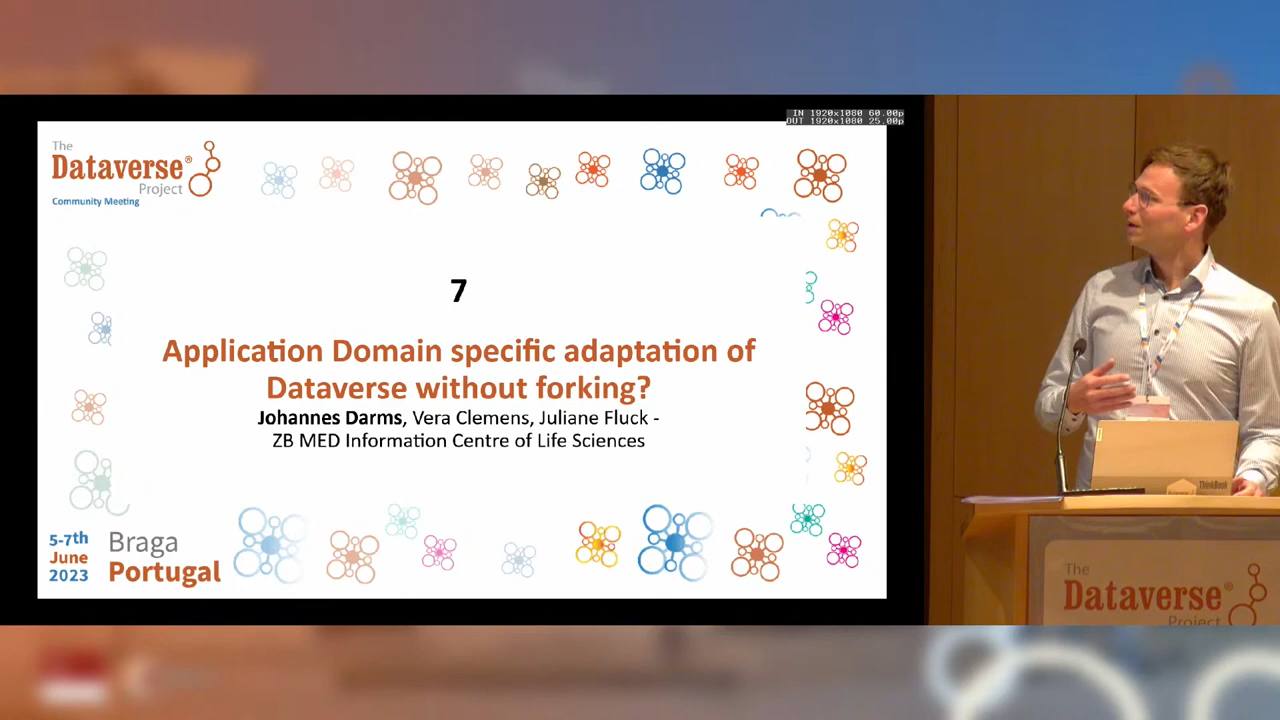 IN 1920x1080 60.00p
OUT 1920x1080 25.00p
The
Dataverse®
Project
Community Meeting
7
Application Domain specific adaptation of
Dataverse without forking?
Johannes Darms, Vera Clemens, Juliane Fluck -
ZB MED Information Centre of Life Sciences
5-7th
June
2023
Braga
Portugal
ThinkBook
The
Dataverse®
Project